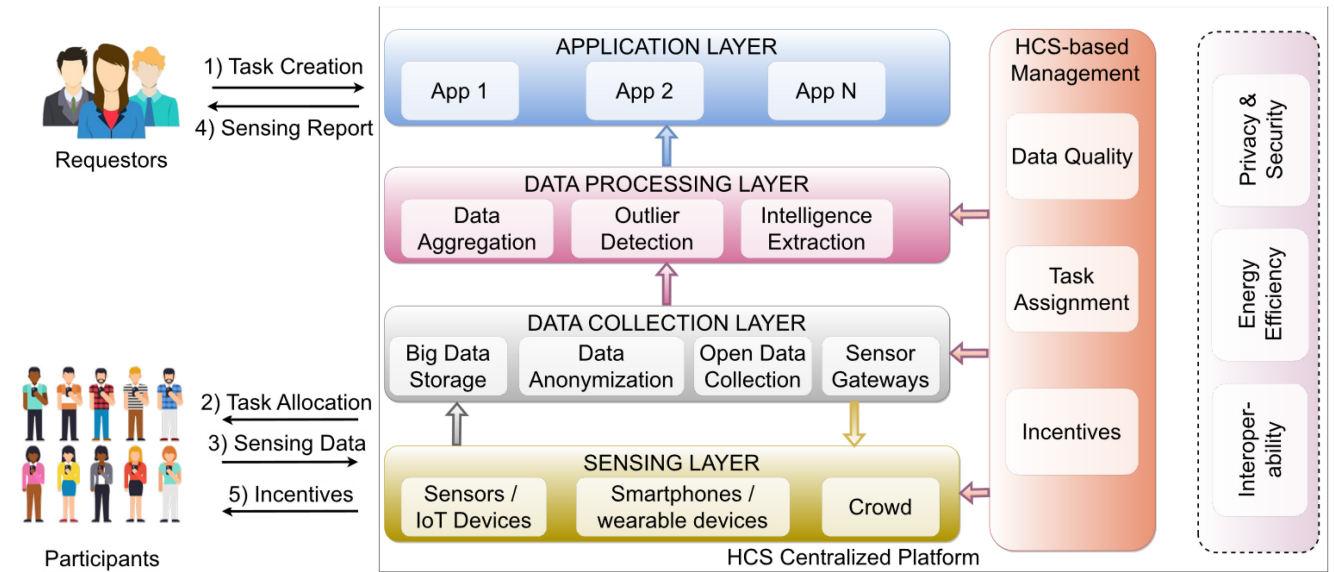 1) Task Creation
4) Sensing Report
Requestors
2) Task Allocation
3) Sensing Data
5) Incentives
Participants
APPLICATION LAYER
App 1
App 2
App N
DATA PROCESSING LAYER
Data
Aggregation
Outlier
Detection
Intelligence
Extraction
DATA COLLECTION LAYER
Big Data
Storage
Data
Anonymization
Open Data
Collection
Sensor
Gateways
SENSING LAYER
Sensors /
IoT Devices
Smartphones /
wearable devices
Crowd
HCS Centralized Platform
HCS-based
Management
Data Quality
Task
Assignment
Incentives
Privacy &
Security
Energy
Efficiency
Interoper-
ability